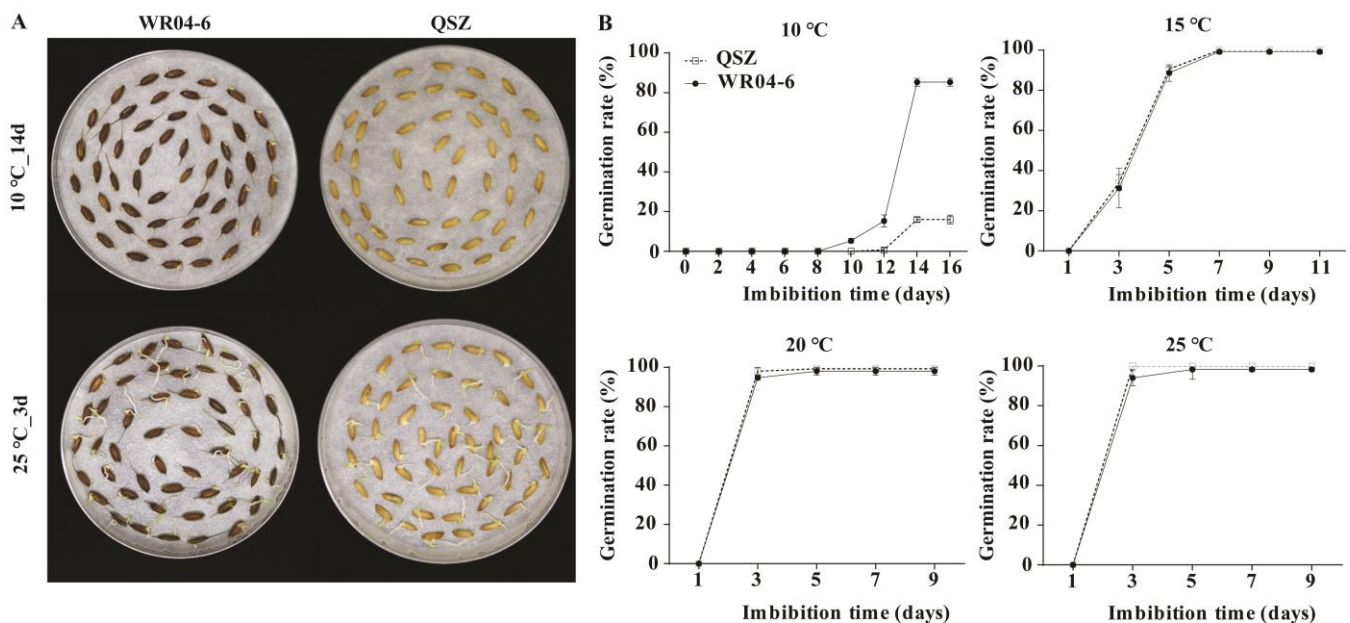 A
WR04-6
QSZ
10 °C_14d
25 °C_3d
B
10 °C
Germination rate (%)
100
80
60
40
20
0
QSZ
WR04-6
0 2 4 6 8 10 12 14 16
Imbibition time (days)
15 °C
Germination rate (%)
100
80
60
40
20
0
1 3 5 7 9 11
Imbibition time (days)
20 °C
Germination rate (%)
100
80
60
40
20
0
1 3 5 7 9
Imbibition time (days)
25 °C
Germination rate (%)
100
80
60
40
20
0
1 3 5 7 9
Imbibition time (days)